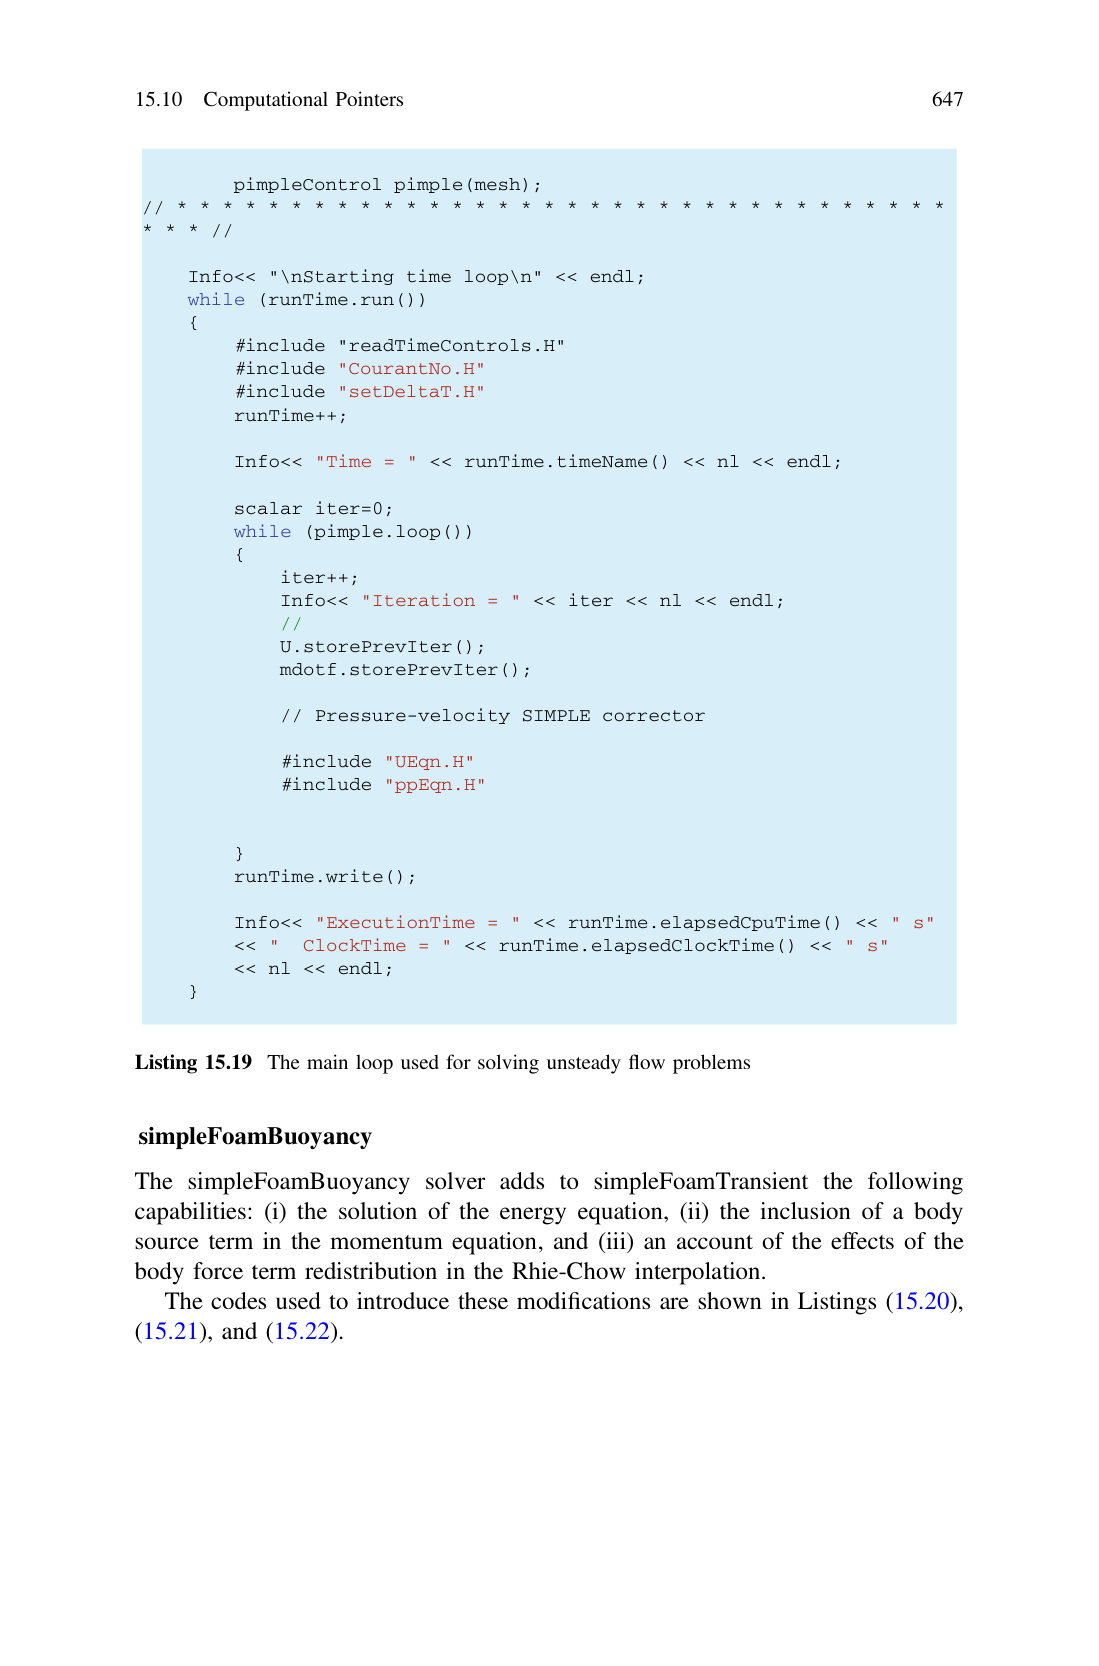 15.10 Computational Pointers 647
pimpleControl pimple(mesh);
// * * * * * * * * * * * * * * * * * * * * * * * * * * * * * * * * * *
* * * //
Info<< "\nStarting time loop\n" << endl;
while (runTime.run())
{
#include "readTimeControls.H"
#include "CourantNo.H"
#include "setDeltaT.H"
runTime++;
Info<< "Time = " << runTime.timeName() << nl << endl;
scalar iter=0;
while (pimple.loop())
{
iter++;
Info<< "Iteration = " << iter << nl << endl;
//
U.storePrevIter();
mdotf.storePrevIter();
// Pressure-velocity SIMPLE corrector
#include "UEqn.H"
#include "ppEqn.H"
}
runTime.write();
Info<< "ExecutionTime = " << runTime.elapsedCpuTime() << " s"
<< "  ClockTime = " << runTime.elapsedClockTime() << " s"
<< nl << endl;
}
Listing 15.19 The main loop used for solving unsteady flow problems
simpleFoamBuoyancy
The simpleFoamBuoyancy solver adds to simpleFoamTransient the following
capabilities: (i) the solution of the energy equation, (ii) the inclusion of a body
source term in the momentum equation, and (iii) an account of the effects of the
body force term redistribution in the Rhie-Chow interpolation.
The codes used to introduce these modifications are shown in Listings (15.20),
(15.21), and (15.22).